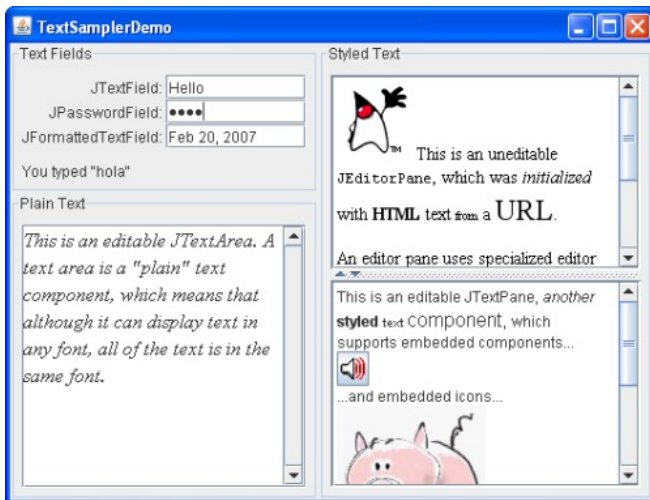 TextSamplerDemo
Text Fields
JTextField: Hello
JPasswordField: ••••
JFormattedTextField: Feb 20, 2007
You typed "hola"
Plain Text
This is an editable JTextArea. A
text area is a "plain" text
component, which means that
although it can display text in
any font, all of the text is in the
same font.
Styled Text
TM This is an uneditable
JEditorPane, which was initialized
with HTML text from a URL.
An editor pane uses specialized editor
This is an editable JTextPane, another
styled text component, which
supports embedded components...
...and embedded icons...